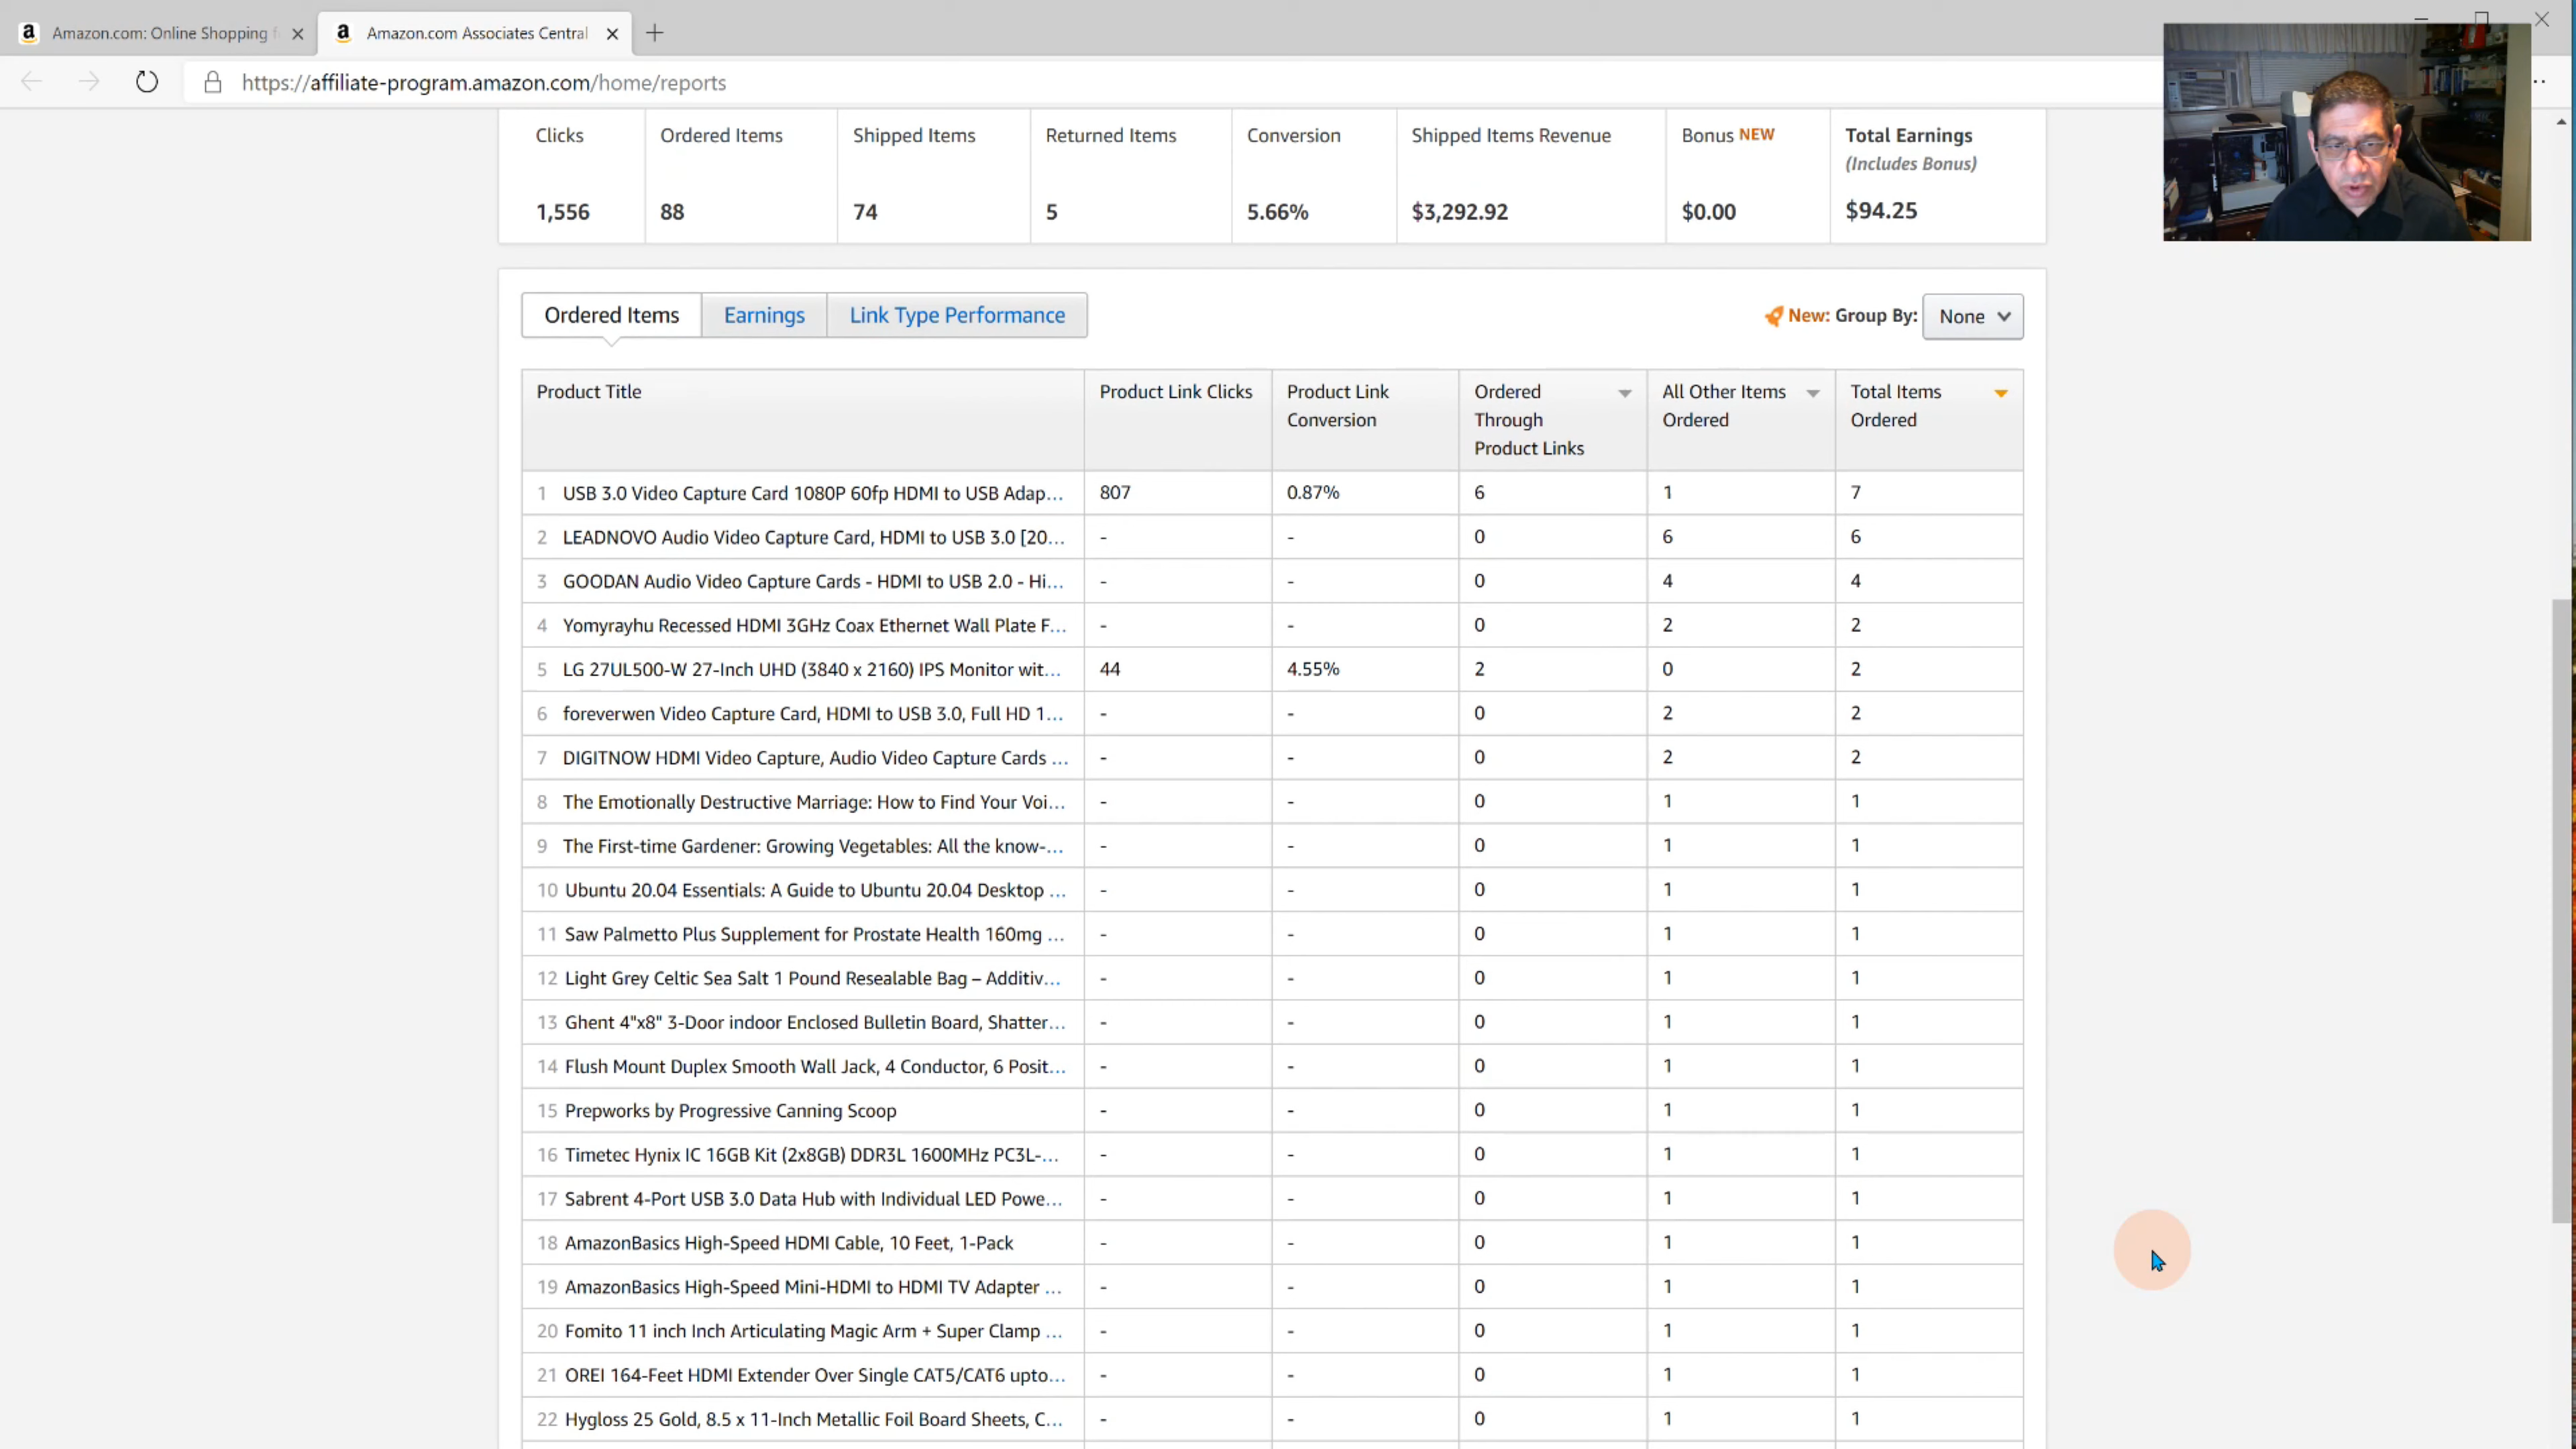 Amazon.com: Online Shopping f
Amazon.com Associates Central
https://affiliate-program.amazon.com/home/reports
Clicks Ordered Items Shipped Items Returned Items Conversion Shipped Items Revenue Bonus NEW Total Earnings
(Includes Bonus)
1,556 88 74 5 5.66% $3,292.92 $0.00 $94.25
Ordered Items Earnings Link Type Performance New: Group By: None
Product Title Product Link Clicks Product Link Ordered All Other Items Total Items
Conversion Through Ordered Ordered
Product Links
1 USB 3.0 Video Capture Card 1080P 60fp HDMI to USB Adap... 807 0.87% 6 1 7
2 LEADNOVO Audio Video Capture Card, HDMI to USB 3.0 [20... - - 0 6 6
3 GOODAN Audio Video Capture Cards - HDMI to USB 2.0 - Hi... - - 0 4 4
4 Yomyrayhu Recessed HDMI 3GHz Coax Ethernet Wall Plate F... - - 0 2 2
5 LG 27UL500-W 27-Inch UHD (3840 x 2160) IPS Monitor wit... 44 4.55% 2 0 2
6 foreverwen Video Capture Card, HDMI to USB 3.0, Full HD 1... - - 0 2 2
7 DIGITNOW HDMI Video Capture, Audio Video Capture Cards ... - - 0 2 2
8 The Emotionally Destructive Marriage: How to Find Your Voi... - - 0 1 1
9 The First-time Gardener: Growing Vegetables: All the know-... - - 0 1 1
10 Ubuntu 20.04 Essentials: A Guide to Ubuntu 20.04 Desktop ... - - 0 1 1
11 Saw Palmetto Plus Supplement for Prostate Health 160mg ... - - 0 1 1
12 Light Grey Celtic Sea Salt 1 Pound Resealable Bag – Additiv... - - 0 1 1
13 Ghent 4"x8" 3-Door indoor Enclosed Bulletin Board, Shatter... - - 0 1 1
14 Flush Mount Duplex Smooth Wall Jack, 4 Conductor, 6 Posit... - - 0 1 1
15 Prepworks by Progressive Canning Scoop - - 0 1 1
16 Timetec Hynix IC 16GB Kit (2x8GB) DDR3L 1600MHz PC3L-... - - 0 1 1
17 Sabrent 4-Port USB 3.0 Data Hub with Individual LED Powe... - - 0 1 1
18 AmazonBasics High-Speed HDMI Cable, 10 Feet, 1-Pack - - 0 1 1
19 AmazonBasics High-Speed Mini-HDMI to HDMI TV Adapter ... - - 0 1 1
20 Fomito 11 inch Inch Articulating Magic Arm + Super Clamp ... - - 0 1 1
21 OREI 164-Feet HDMI Extender Over Single CAT5/CAT6 upto... - - 0 1 1
22 Hygloss 25 Gold, 8.5 x 11-Inch Metallic Foil Board Sheets, C... - - 0 1 1